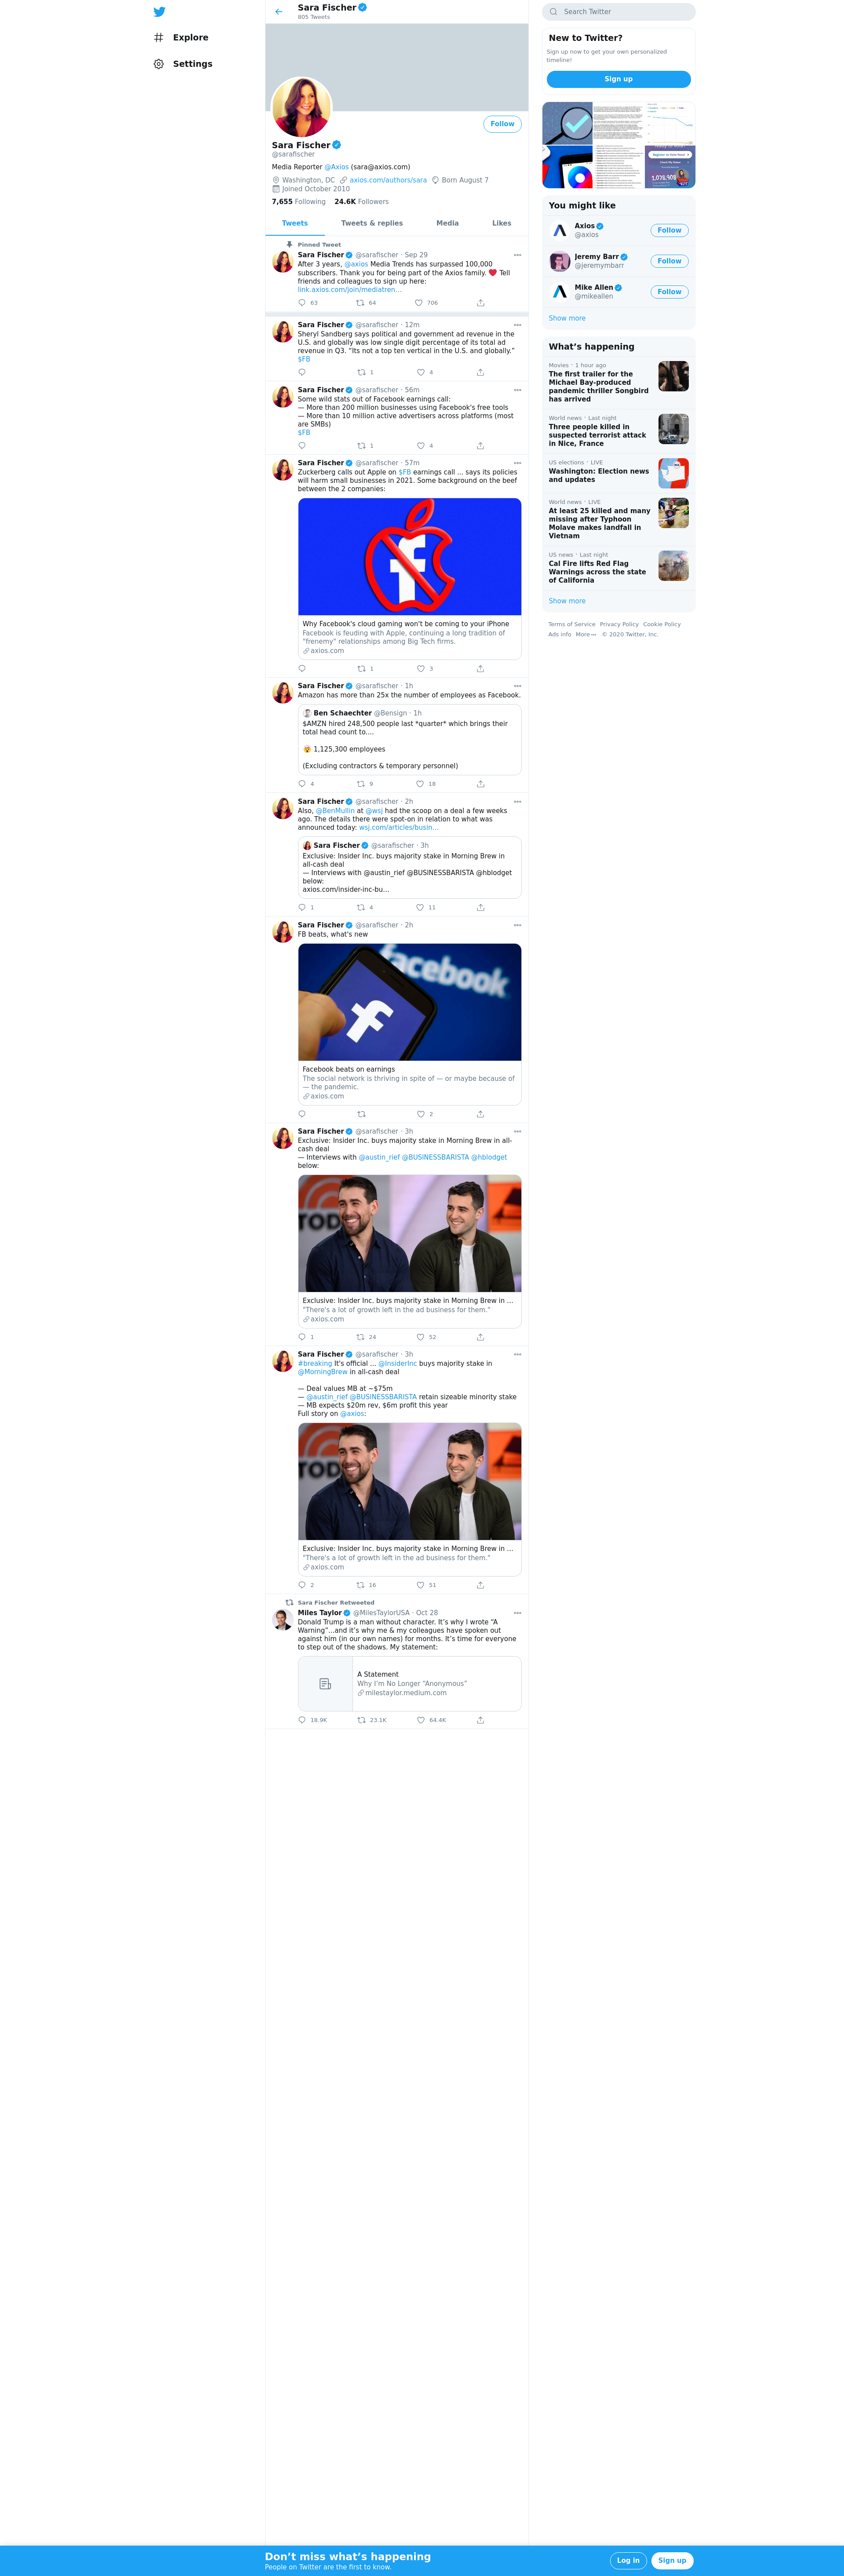 Explore
Settings
Sara Fischer
805 Tweets
Follow
Sara Fischer
@sarafischer
Media Reporter @Axios (sara@axios.com)
Washington, DC axios.com/authors/sara Born August 7
Joined October 2010
7,655 Following 24.6K Followers
Tweets Tweets & replies Media Likes
Pinned Tweet
Sara Fischer @sarafischer · Sep 29
After 3 years, @axios Media Trends has surpassed 100,000
subscribers. Thank you for being part of the Axios family. ❤️ Tell
friends and colleagues to sign up here:
link.axios.com/join/mediatren…
63 64 706
Sara Fischer @sarafischer · 12m
Sheryl Sandberg says political and government ad revenue in the
U.S. and globally was low single digit percentage of its total ad
revenue in Q3. "Its not a top ten vertical in the U.S. and globally."
$FB
1 4
Sara Fischer @sarafischer · 56m
Some wild stats out of Facebook earnings call:
— More than 200 million businesses using Facebook's free tools
— More than 10 million active advertisers across platforms (most
are SMBs)
$FB
1 4
Sara Fischer @sarafischer · 57m
Zuckerberg calls out Apple on $FB earnings call ... says its policies
will harm small businesses in 2021. Some background on the beef
between the 2 companies:
Why Facebook's cloud gaming won't be coming to your iPhone
Facebook is feuding with Apple, continuing a long tradition of
"frenemy" relationships among Big Tech firms.
axios.com
1 3
Sara Fischer @sarafischer · 1h
Amazon has more than 25x the number of employees as Facebook.
Ben Schaechter @Bensign · 1h
$AMZN hired 248,500 people last *quarter* which brings their
total head count to....
🤯 1,125,300 employees
(Excluding contractors & temporary personnel)
4 9 18
Sara Fischer @sarafischer · 2h
Also, @BenMullin at @wsj had the scoop on a deal a few weeks
ago. The details there were spot-on in relation to what was
announced today: wsj.com/articles/busin…
Sara Fischer @sarafischer · 3h
Exclusive: Insider Inc. buys majority stake in Morning Brew in
all-cash deal
— Interviews with @austin_rief @BUSINESSBARISTA @hblodget
below:
axios.com/insider-inc-bu…
1 4 11
Sara Fischer @sarafischer · 2h
FB beats, what's new
facebook
Facebook beats on earnings
The social network is thriving in spite of — or maybe because of
— the pandemic.
axios.com
2
Sara Fischer @sarafischer · 3h
Exclusive: Insider Inc. buys majority stake in Morning Brew in all-
cash deal
— Interviews with @austin_rief @BUSINESSBARISTA @hblodget
below:
TOD
Exclusive: Insider Inc. buys majority stake in Morning Brew in …
"There's a lot of growth left in the ad business for them."
axios.com
1 24 52
Sara Fischer @sarafischer · 3h
#breaking It's official ... @InsiderInc buys majority stake in
@MorningBrew in all-cash deal
— Deal values MB at ~$75m
— @austin_rief @BUSINESSBARISTA retain sizeable minority stake
— MB expects $20m rev, $6m profit this year
Full story on @axios:
TOD
Exclusive: Insider Inc. buys majority stake in Morning Brew in …
"There's a lot of growth left in the ad business for them."
axios.com
2 16 51
Sara Fischer Retweeted
Miles Taylor @MilesTaylorUSA · Oct 28
Donald Trump is a man without character. It's why I wrote "A
Warning"...and it's why me & my colleagues have spoken out
against him (in our own names) for months. It's time for everyone
to step out of the shadows. My statement:
A Statement
Why I'm No Longer "Anonymous"
milestaylor.medium.com
18.9K 23.1K 64.4K
Search Twitter
New to Twitter?
Sign up now to get your own personalized
timeline!
Sign up
You might like
Axios
@axios
Follow
Jeremy Barr
@jeremymbarr
Follow
Mike Allen
@mikeallen
Follow
Show more
What's happening
Movies · 1 hour ago
The first trailer for the
Michael Bay-produced
pandemic thriller Songbird
has arrived
World news · Last night
Three people killed in
suspected terrorist attack
in Nice, France
US elections · LIVE
Washington: Election news
and updates
World news · LIVE
At least 25 killed and many
missing after Typhoon
Molave makes landfall in
Vietnam
US news · Last night
Cal Fire lifts Red Flag
Warnings across the state
of California
Show more
Terms of Service Privacy Policy Cookie Policy
Ads info More © 2020 Twitter, Inc.
Don't miss what's happening
People on Twitter are the first to know.
Log in Sign up